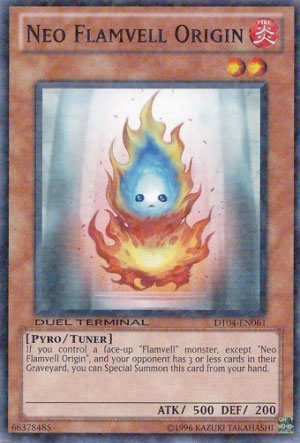 NEO FLAMVELL ORIGIN
FIRE
炎
DUEL TERMINAL
DT04-EN061
[PYRO/TUNER]
If you control a face-up "Flamvell" monster, except "Neo
Flamvell Origin", and your opponent has 3 or less cards in their
Graveyard, you can Special Summon this card from your hand.
ATK/ 500 DEF/ 200
66378485
©1996 KAZUKI TAKAHASHI